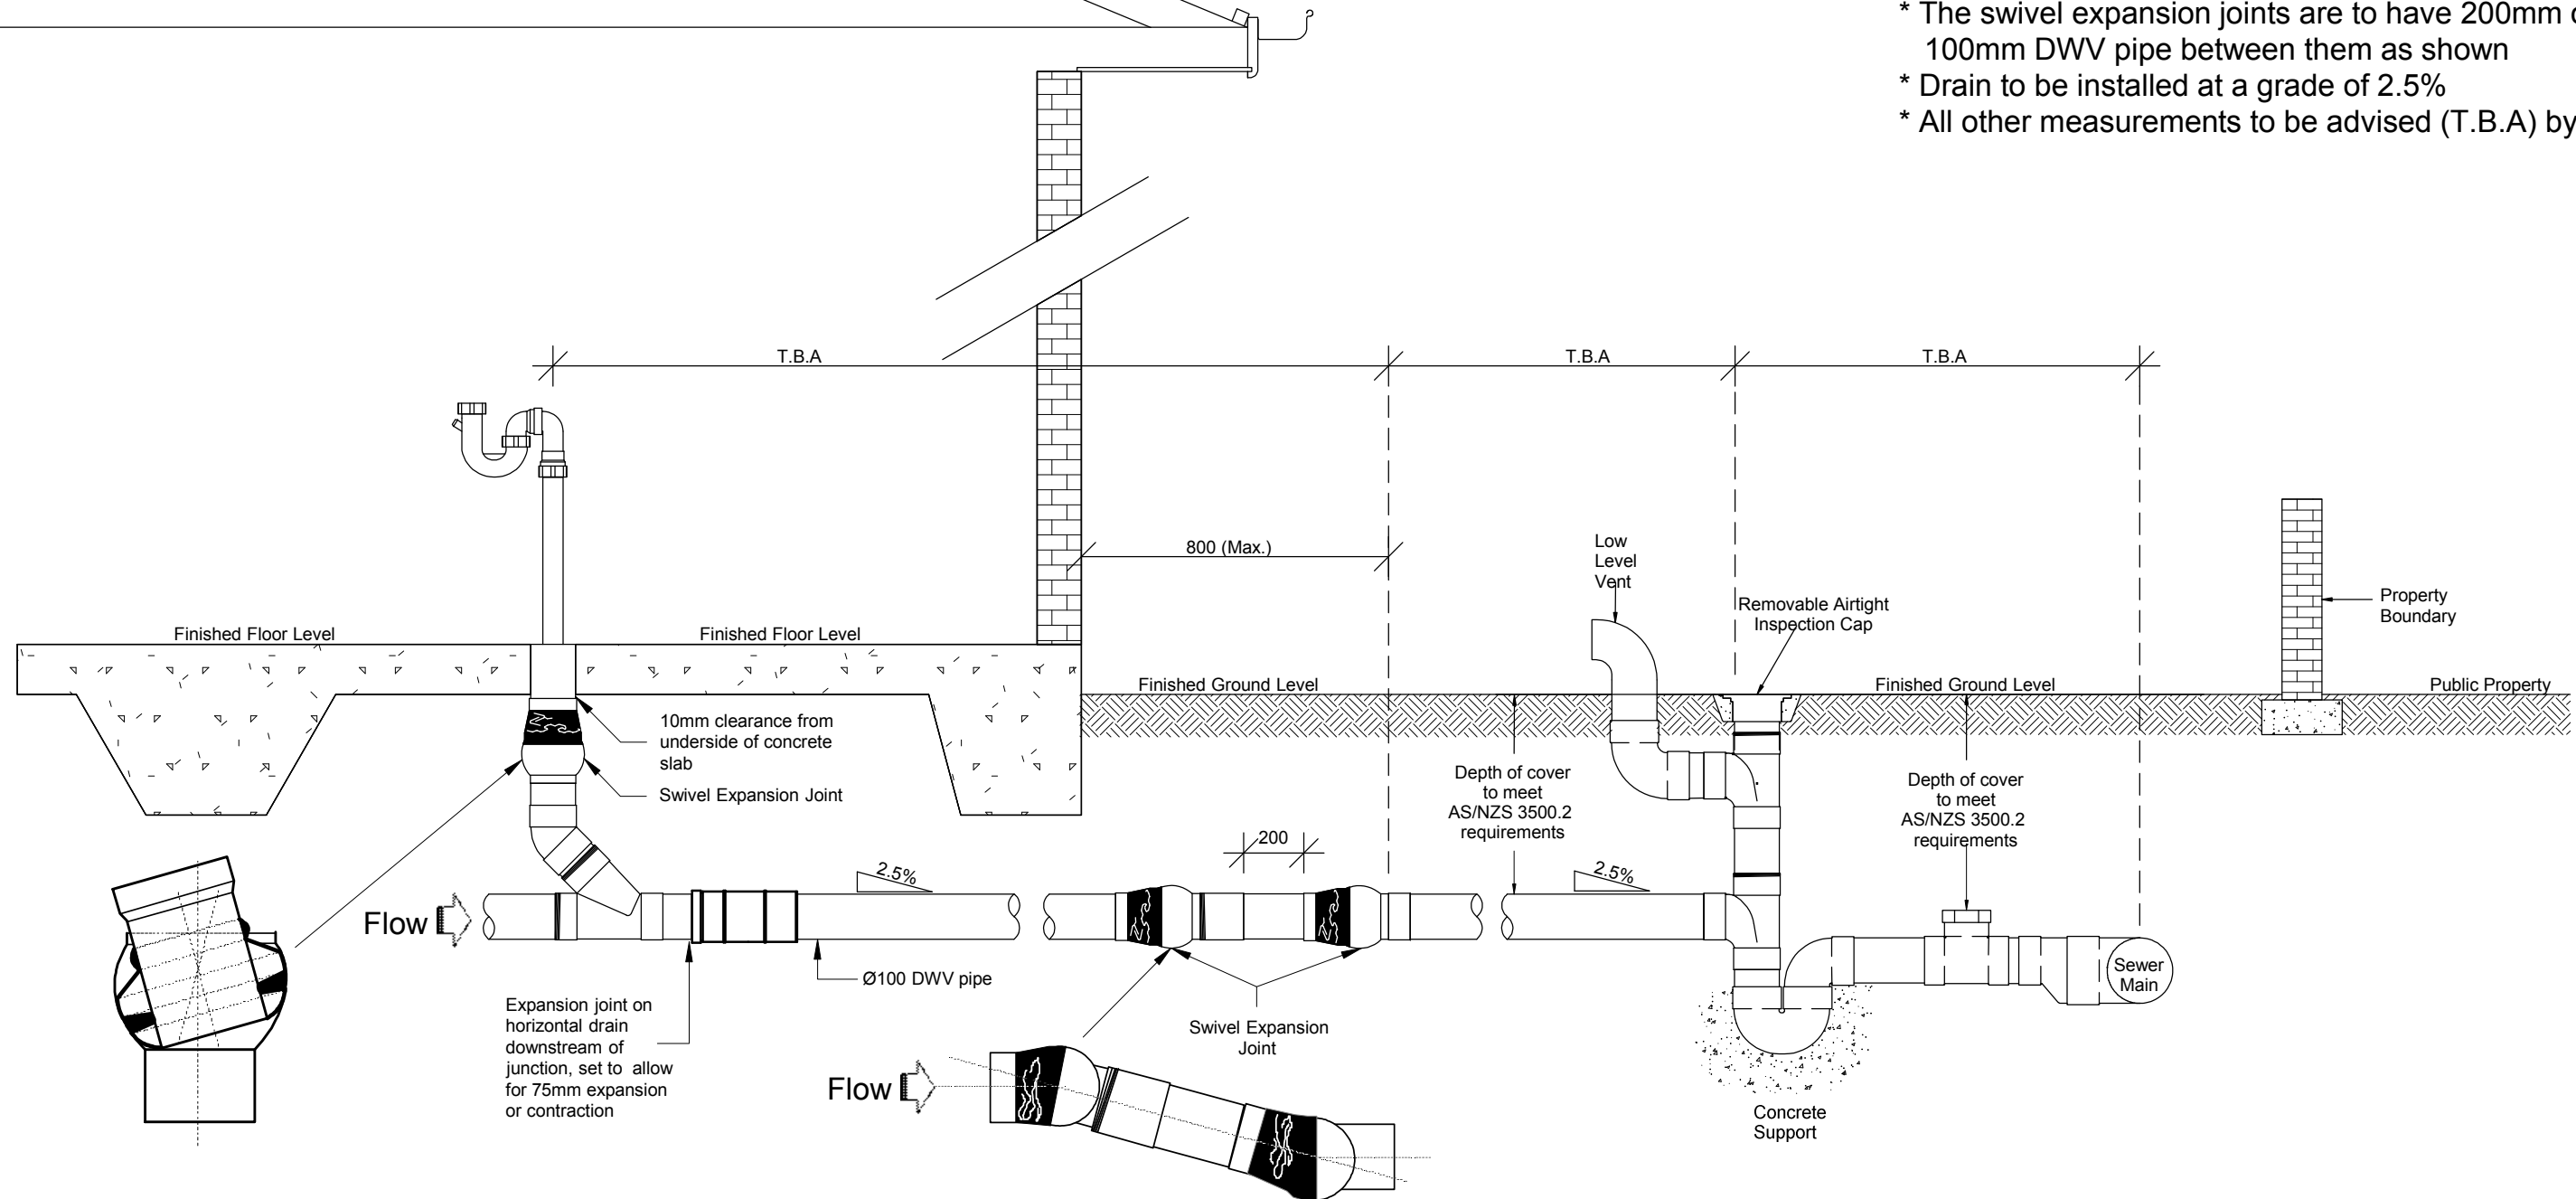 * The swivel expansion joints are to have 200mm
100mm DWV pipe between them as shown
* Drain to be installed at a grade of 2.5%
* All other measurements to be advised (T.B.A) by
T.B.A
T.B.A
T.B.A
800 (Max.)
Low
Level
Vent
Removable Airtight
Inspection Cap
Property
Boundary
Finished Floor Level
Finished Floor Level
Finished Ground Level
Finished Ground Level
Public Property
10mm clearance from
underside of concrete
slab
Swivel Expansion Joint
Depth of cover
to meet
AS/NZS 3500.2
requirements
Depth of cover
to meet
AS/NZS 3500.2
requirements
200
2.5%
2.5%
Flow
Ø100 DWV pipe
Sewer
Main
Expansion joint on
horizontal drain
downstream of
junction, set to allow
for 75mm expansion
or contraction
Swivel Expansion
Joint
Flow
Concrete
Support